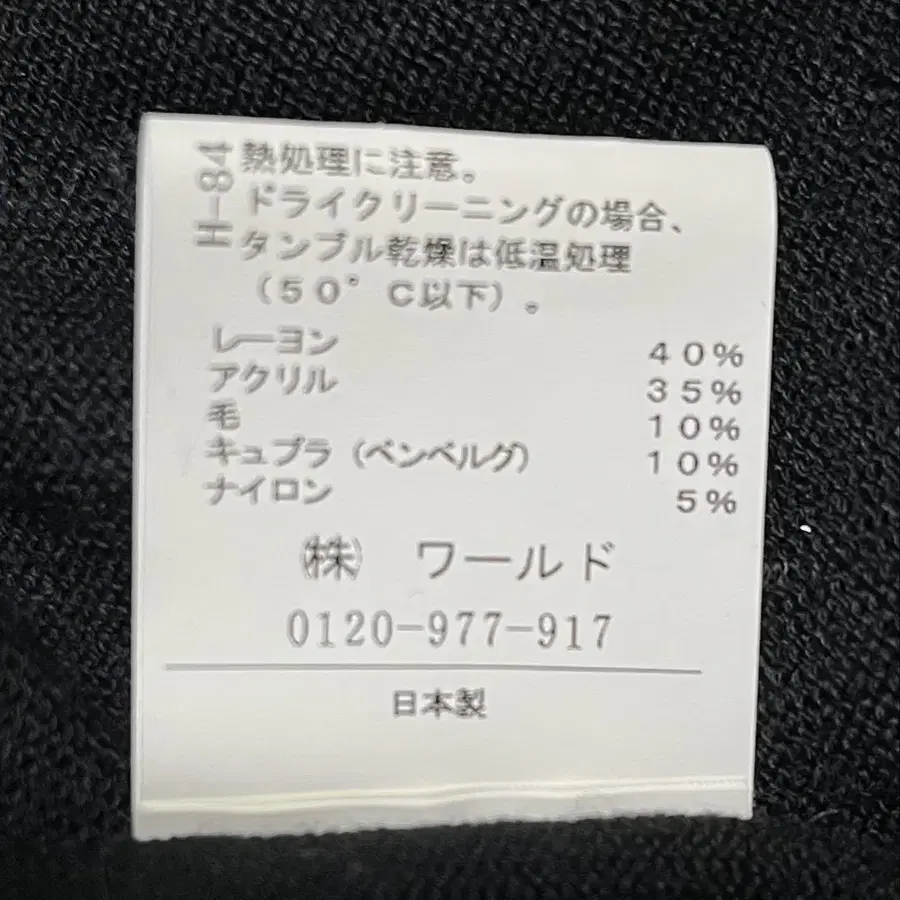 H-84
熱処理に注意。
ドライクリーニングの場合、
タンブル乾燥は低温処理
(50°C以下)。
レーヨン 40%
アクリル 35%
毛 10%
キュプラ(ベンベルグ) 10%
ナイロン 5%
㈱ ワールド
0120-977-917
日本製